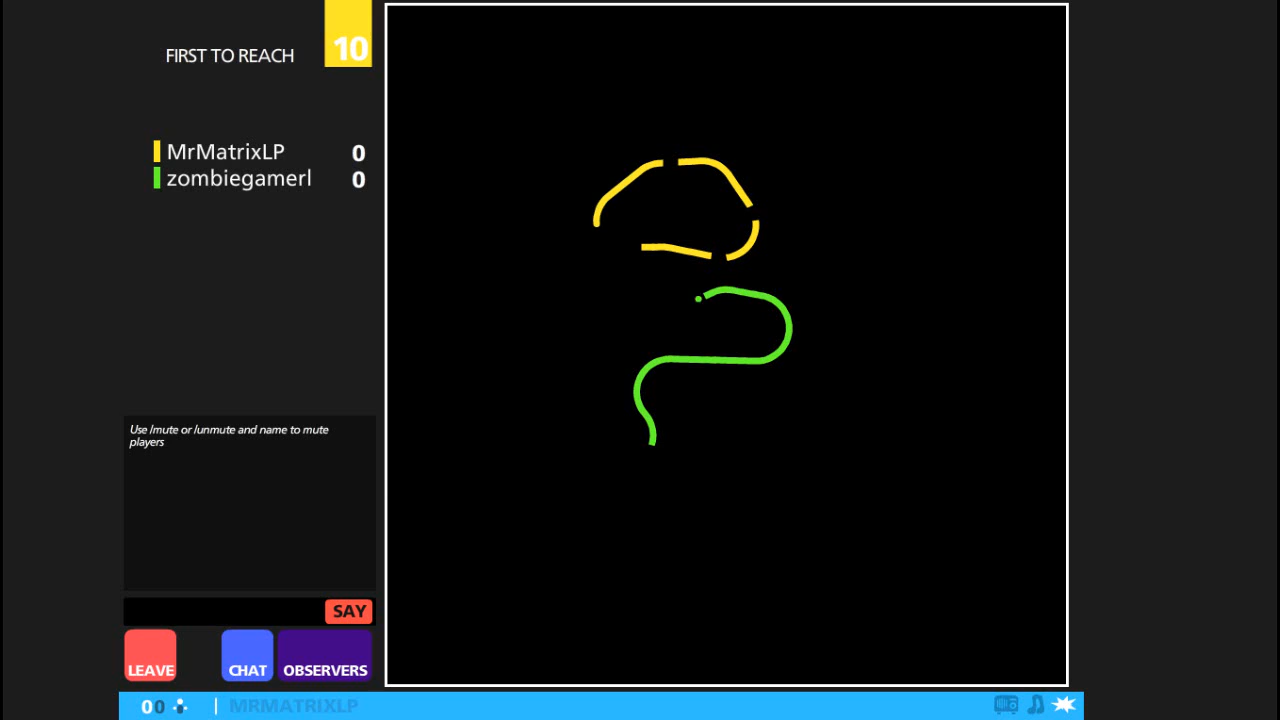 FIRST TO REACH 10
MrMatrixLP 0
zombiegamerl 0
Use /mute or /unmute and name to mute
players
SAY
LEAVE CHAT OBSERVERS
00 | MRMATRIXLP